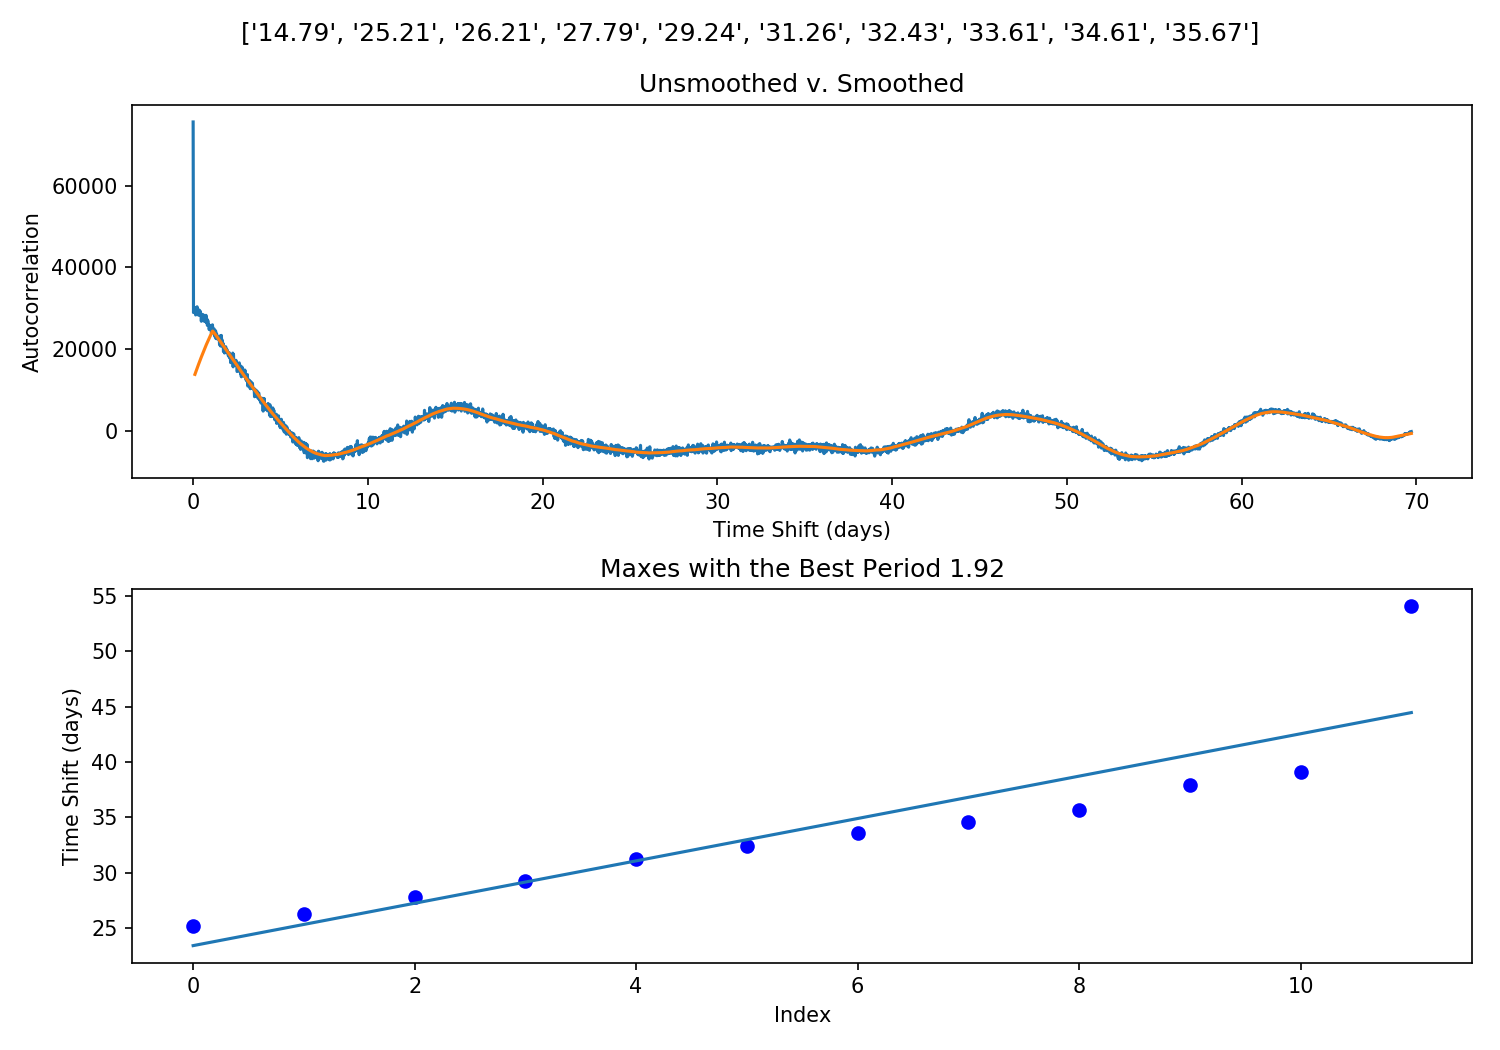 ['14.79', '25.21', '26.21', '27.79', '29.24', '31.26', '32.43', '33.61', '34.61', '35.67']
Unsmoothed v. Smoothed
Autocorrelation
60000
40000
20000
0
0 10 20 30 40 50 60 70
Time Shift (days)
Maxes with the Best Period 1.92
Time Shift (days)
55
50
45
40
35
30
25
0 2 4 6 8 10
Index